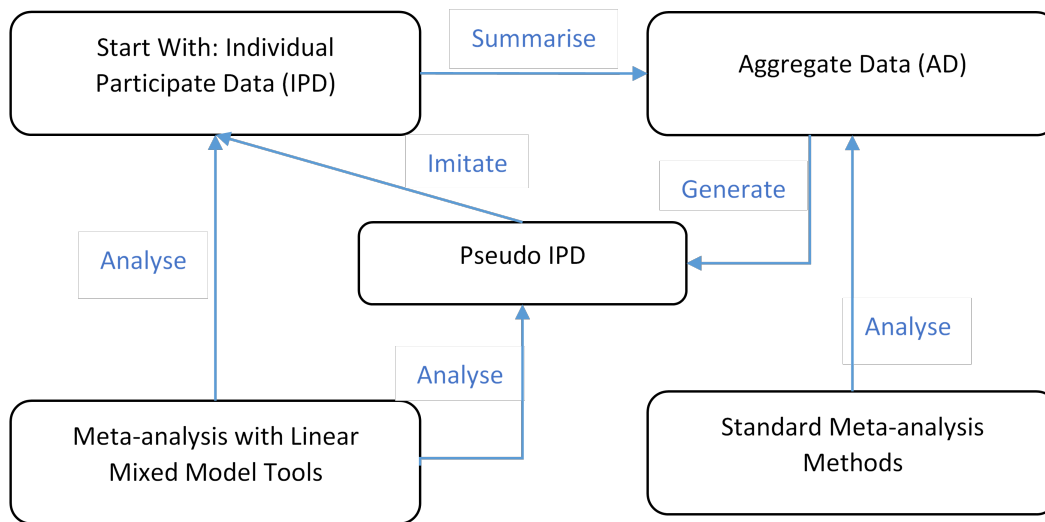 Start With: Individual
Participate Data (IPD)
Summarise
Aggregate Data (AD)
Imitate
Generate
Analyse
Pseudo IPD
Analyse
Analyse
Meta-analysis with Linear
Mixed Model Tools
Standard Meta-analysis
Methods